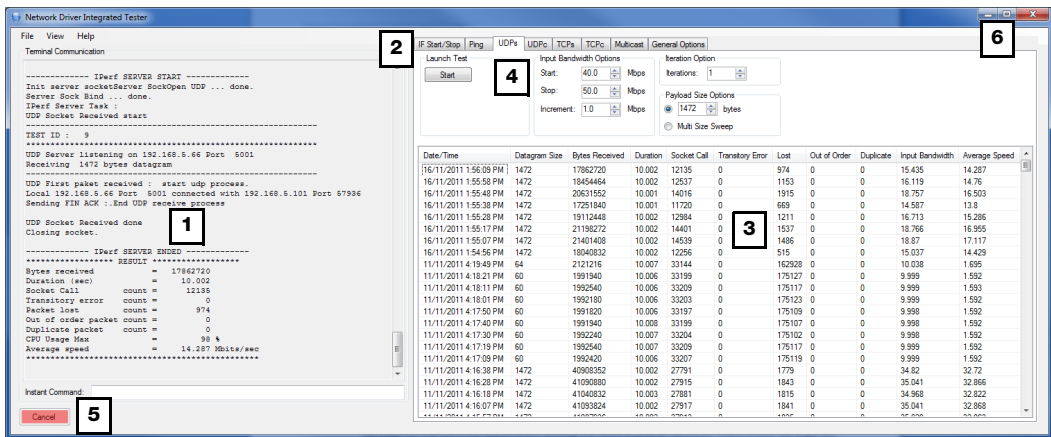 Network Driver Integrated Tester
File View Help
6
Terminal Communication
2
IF Start/Stop Ping UDPs UDPc TCPs TCPc Multicast General Options
------------- IPerf SERVER START -------------
Init server socketServer SockOpen UDP ... done.
Server Sock Bind ... done.
IPerf Server Task :
UDP Socket Received start
TEST ID : 9
UDP Server listening on 192.168.5.66 Port 5001
Receiving 1472 bytes datagram
UDP First paket received : start udp process.
Local 192.168.5.66 Port 5001 connected with 192.168.5.101 Port 57936
Sending FIN ACK :.End UDP receive process
UDP Socket Received done
Closing socket.
1
------------- IPerf SERVER ENDED -------------
****************** RESULT ******************
Bytes received = 17862720
Duration (sec) = 10.002
Socket Call count = 12135
Transitory error count = 0
Packet lost count = 974
Out of order packet count = 0
Duplicate packet count = 0
CPU Usage Max = 98 %
Average speed = 14.287 Mbits/sec
Instant Command:
Cancel
5
Launch Test
Start
4
Input Bandwidth Options
Start: 40.0 Mbps
Stop: 50.0 Mbps
Increment: 1.0 Mbps
Iteration Option
Iterations: 1
Payload Size Options
1472 bytes
Multi Size Sweep
Date/Time Datagram Size Bytes Received Duration Socket Call Transitory Error Lost Out of Order Duplicate Input Bandwidth Average Speed
16/11/2011 1:56:09 PM 1472 17862720 10.002 12135 0 974 0 0 15.435 14.287
16/11/2011 1:55:58 PM 1472 18454464 10.002 12537 0 1153 0 0 16.119 14.76
16/11/2011 1:55:48 PM 1472 20631552 10.001 14016 0 1915 0 0 18.757 16.503
16/11/2011 1:55:38 PM 1472 17251840 10.001 11720 0 669 0 0 14.587 13.8
16/11/2011 1:55:28 PM 1472 19112448 10.002 12984 0 1211 0 0 16.713 15.286
16/11/2011 1:55:17 PM 1472 21198272 10.002 14401 0 1537 0 0 18.766 16.955
16/11/2011 1:55:07 PM 1472 21401408 10.002 14539 0 1486 0 0 18.87 17.117
16/11/2011 1:54:56 PM 1472 18040832 10.002 12256 0 515 0 0 15.037 14.429
11/11/2011 4:19:49 PM 64 2121216 10.007 33144 0 162928 0 0 10.038 1.695
11/11/2011 4:18:21 PM 60 1991940 10.006 33199 0 175127 0 0 9.999 1.592
11/11/2011 4:18:11 PM 60 1992540 10.006 33209 0 175117 0 0 9.999 1.593
11/11/2011 4:18:01 PM 60 1992180 10.006 33203 0 175123 0 0 9.999 1.592
11/11/2011 4:17:50 PM 60 1991820 10.006 33197 0 175109 0 0 9.998 1.592
11/11/2011 4:17:40 PM 60 1991940 10.008 33199 0 175107 0 0 9.998 1.592
11/11/2011 4:17:30 PM 60 1992240 10.007 33204 0 175102 0 0 9.998 1.592
11/11/2011 4:17:19 PM 60 1992540 10.007 33209 0 175117 0 0 9.999 1.592
11/11/2011 4:17:09 PM 60 1992420 10.006 33207 0 175119 0 0 9.999 1.592
11/11/2011 4:16:38 PM 1472 40908352 10.002 27791 0 1779 0 0 34.82 32.72
11/11/2011 4:16:28 PM 1472 41090880 10.002 27915 0 1843 0 0 35.041 32.866
11/11/2011 4:16:18 PM 1472 41040832 10.003 27881 0 1815 0 0 34.968 32.822
11/11/2011 4:16:07 PM 1472 41093824 10.002 27917 0 1841 0 0 35.041 32.868
3